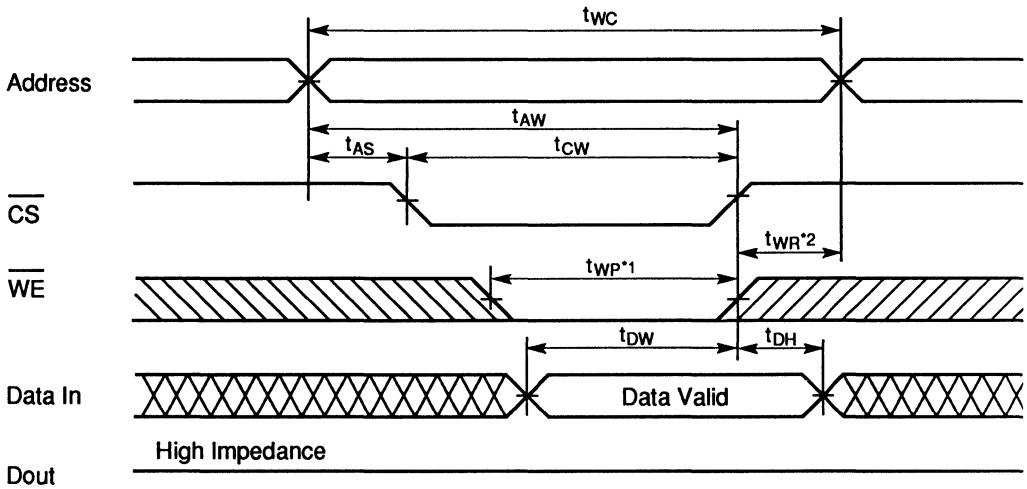 tWC
Address
tAW
tAS
tCW
CS
tWR*2
WE
tWP*1
tDW
tDH
Data In
Data Valid
High Impedance
Dout